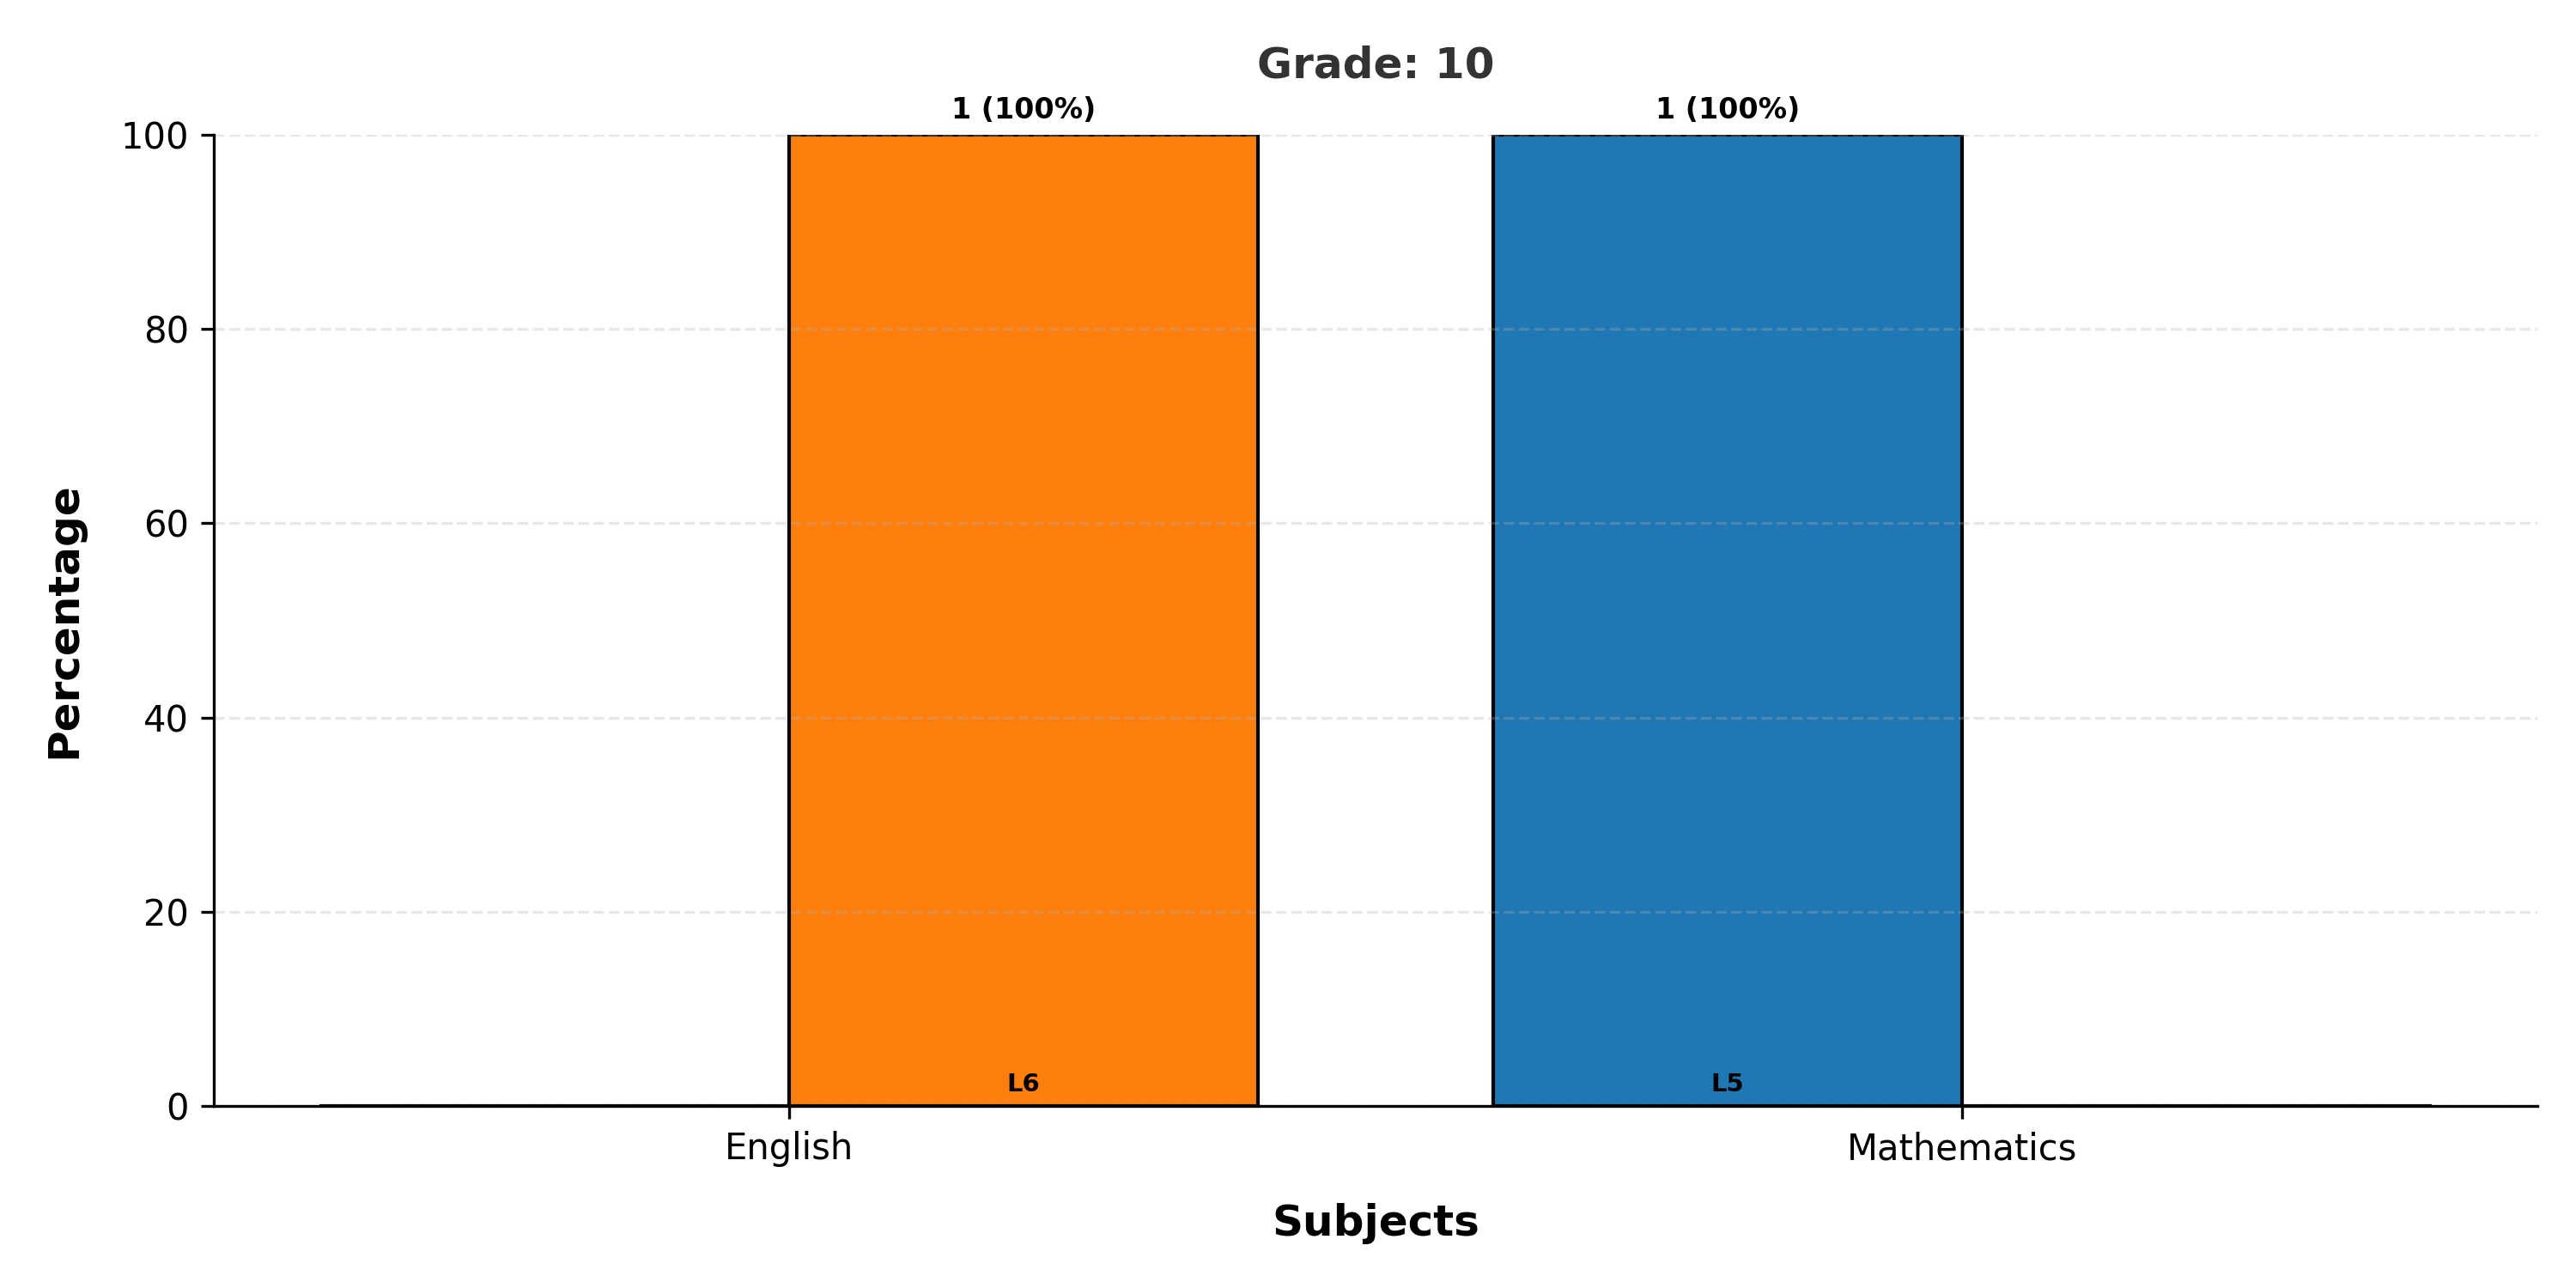 Grade: 10
1 (100%) 1 (100%)
100
80
60
40
20
0
Percentage
L6 L5
English Mathematics
Subjects